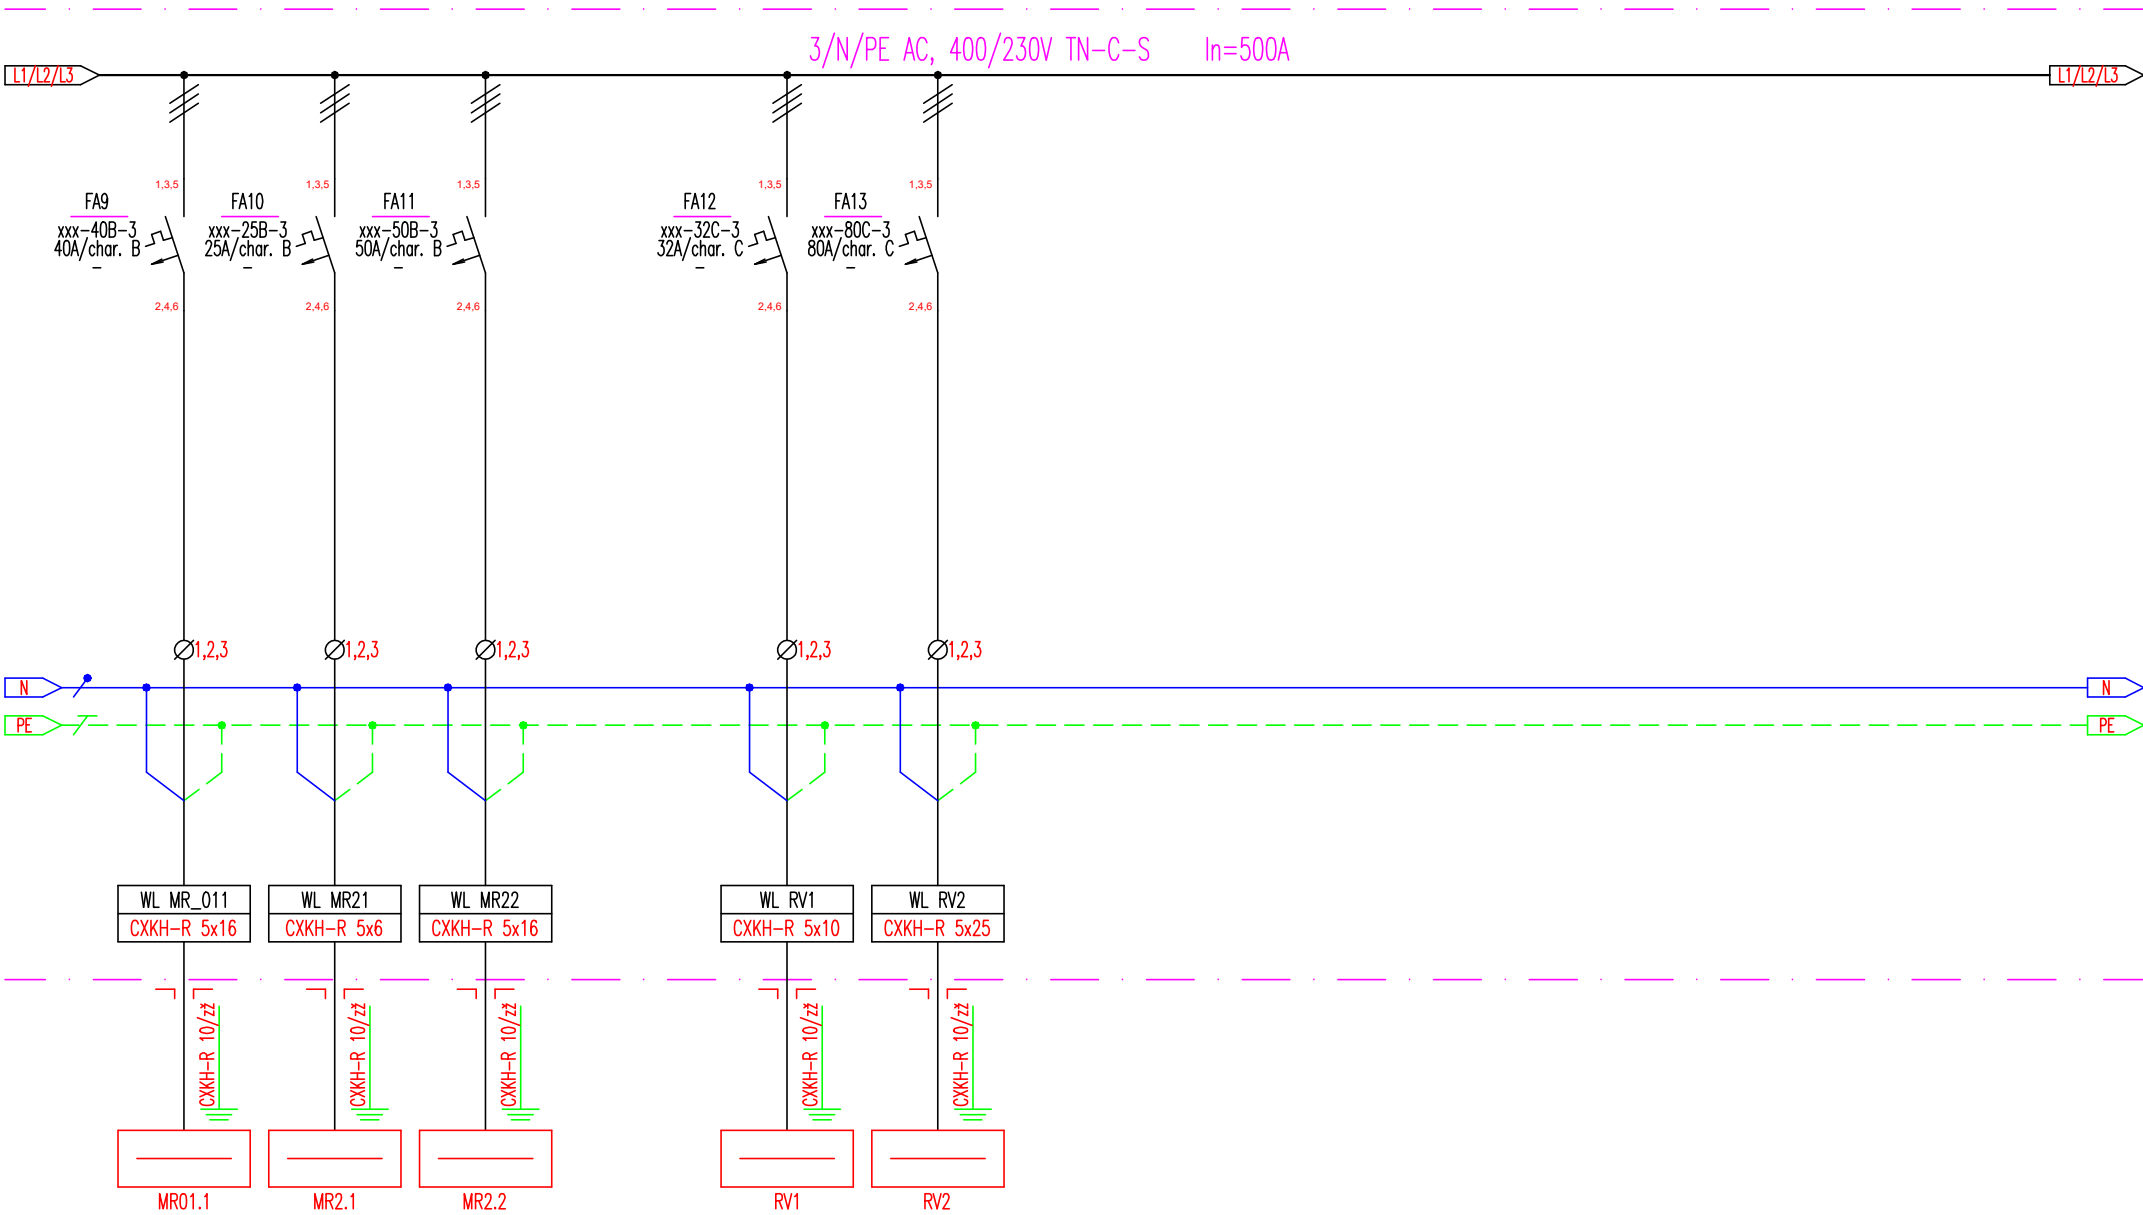 3/N/PE AC, 400/230V TN-C-S In=500A
L1/L2/L3
L1/L2/L3
1,3,5
1,3,5
1,3,5
1,3,5
1,3,5
FA9
xxx-40B-3
40A/char. B
-
FA10
xxx-25B-3
25A/char. B
-
FA11
xxx-50B-3
50A/char. B
-
FA12
xxx-32C-3
32A/char. C
-
FA13
xxx-80C-3
80A/char. C
-
2,4,6
2,4,6
2,4,6
2,4,6
2,4,6
1,2,3
1,2,3
1,2,3
1,2,3
1,2,3
N
N
PE
PE
WL MR_011
CXKH-R 5x16
WL MR21
CXKH-R 5x6
WL MR22
CXKH-R 5x16
WL RV1
CXKH-R 5x10
WL RV2
CXKH-R 5x25
CXKH-R 10/zž
CXKH-R 10/zž
CXKH-R 10/zž
CXKH-R 10/zž
CXKH-R 10/zž
MR01.1
MR2.1
MR2.2
RV1
RV2